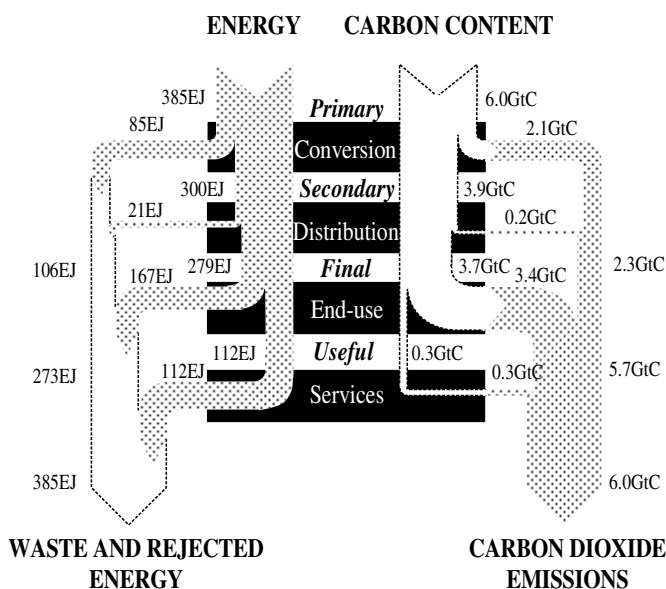 ENERGY CARBON CONTENT
385EJ Primary 6.0GtC
85EJ 2.1GtC
Conversion
300EJ Secondary 3.9GtC
21EJ 0.2GtC
Distribution
106EJ 167EJ 279EJ Final 3.7GtC 3.4GtC 2.3GtC
End-use
112EJ Useful 0.3GtC
273EJ 112EJ 0.3GtC 5.7GtC
Services
385EJ 6.0GtC
WASTE AND REJECTED
ENERGY
CARBON DIOXIDE
EMISSIONS